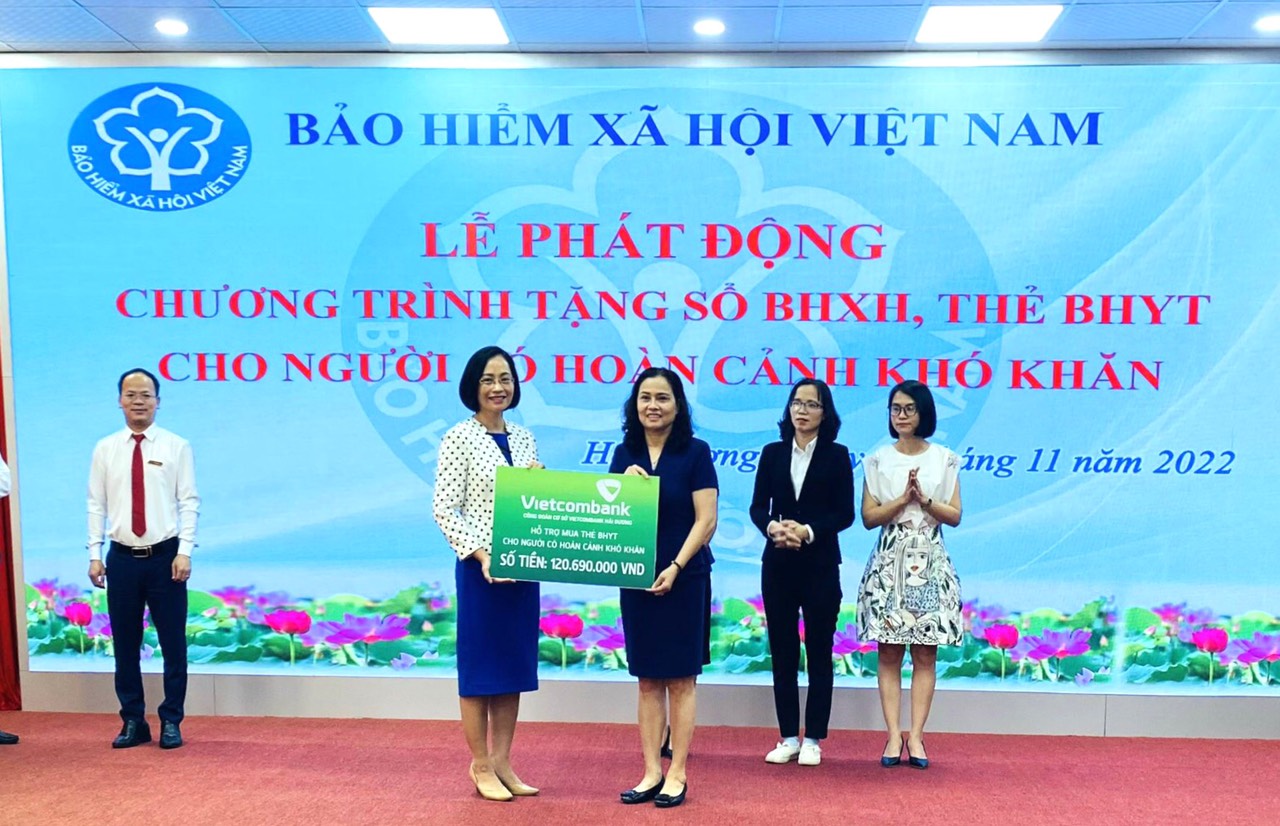 BẢO HIỂM XÃ HỘI VIỆT NAM
BẢO HIỂM XÃ HỘI VIỆT NAM
LỄ PHÁT ĐỘNG
CHƯƠNG TRÌNH TẶNG SỔ BHXH, THẺ BHYT
CHO NGƯỜI CÓ HOÀN CẢNH KHÓ KHĂN
11 năm 2022
Vietcombank
CÔNG ĐOÀN CƠ SỞ VIETCOMBANK HẢI DƯƠNG
HỖ TRỢ MUA THẺ BHYT
CHO NGƯỜI CÓ HOÀN CẢNH KHÓ KHĂN
SỐ TIỀN: 120.690.000 VND